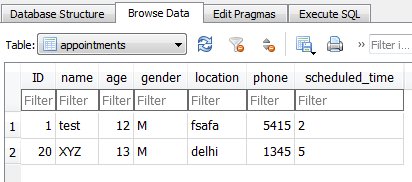 Database Structure Browse Data Edit Pragmas Execute SQL
Table: appointments » Filter i...
ID name age gender location phone scheduled_time
Filter Filter Filter Filter Filter Filter Filter
1 1 test 12 M fsafa 5415 2
2 20 XYZ 13 M delhi 1345 5